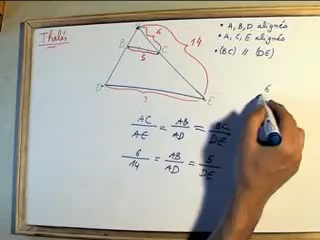 Thalès
• A, B, D alignés
• A, C, E alignés
• (BC) // (DE)
6
14
B
C
5
D
E
?
AC/AE = AB/AD = BC/DE
6/14 = AB/AD = 5/DE
6